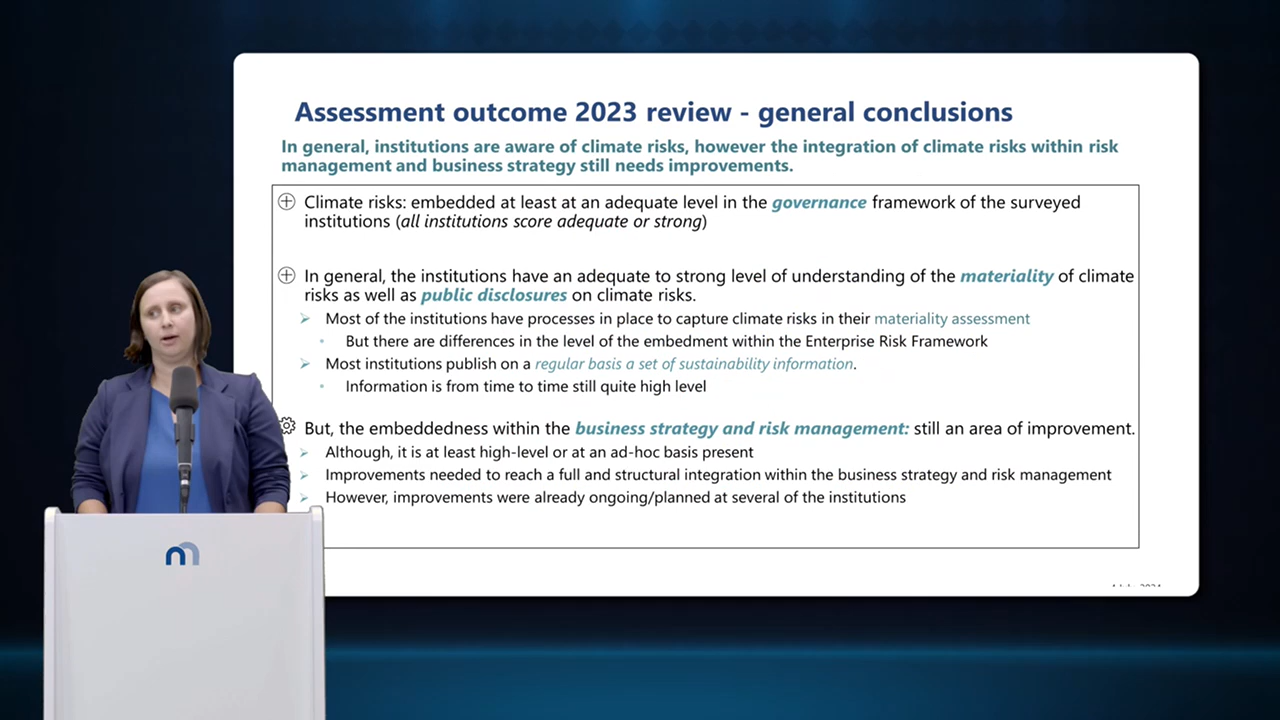 Assessment outcome 2023 review - general conclusions
In general, institutions are aware of climate risks, however the integration of climate risks within risk
management and business strategy still needs improvements.
Climate risks: embedded at least at an adequate level in the governance framework of the surveyed
institutions (all institutions score adequate or strong)
In general, the institutions have an adequate to strong level of understanding of the materiality of climate
risks as well as public disclosures on climate risks.
Most of the institutions have processes in place to capture climate risks in their materiality assessment
But there are differences in the level of the embedment within the Enterprise Risk Framework
Most institutions publish on a regular basis a set of sustainability information.
Information is from time to time still quite high level
But, the embeddedness within the business strategy and risk management: still an area of improvement.
Although, it is at least high-level or at an ad-hoc basis present
Improvements needed to reach a full and structural integration within the business strategy and risk management
However, improvements were already ongoing/planned at several of the institutions